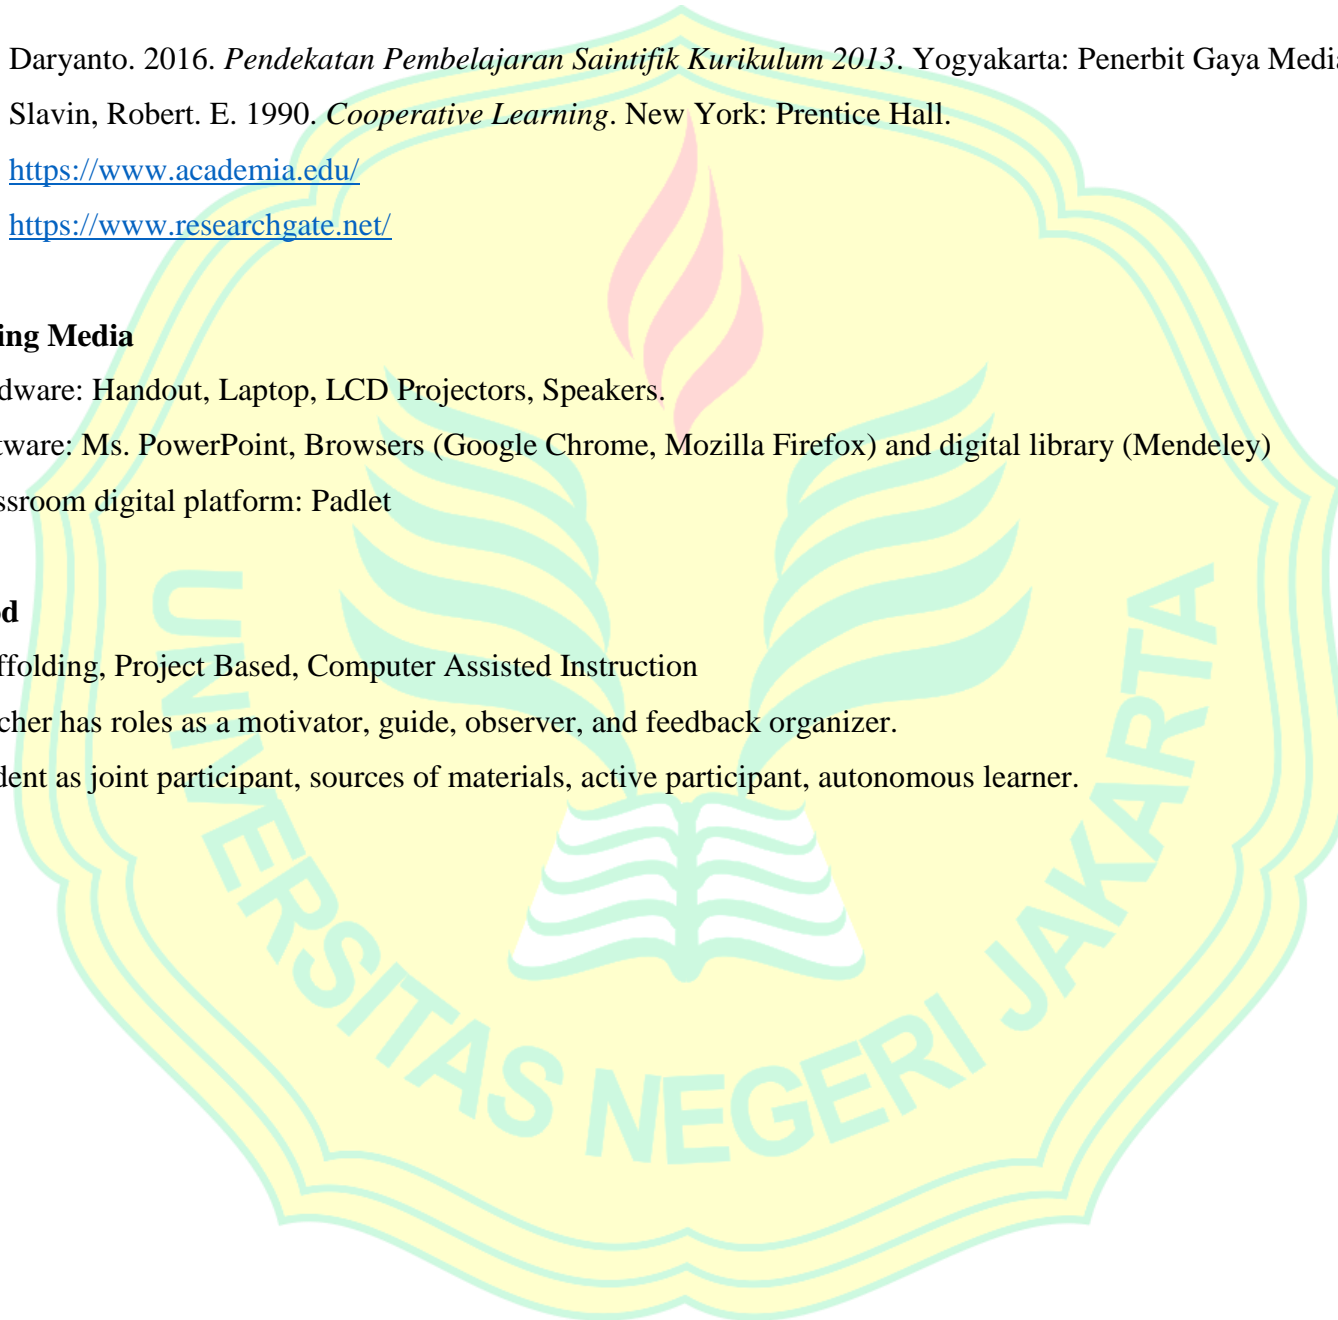 Daryanto. 2016. Pendekatan Pembelajaran Saintifik Kurikulum 2013. Yogyakarta: Penerbit Gaya Media
Slavin, Robert. E. 1990. Cooperative Learning. New York: Prentice Hall.
https://www.academia.edu/
https://www.researchgate.net/
ing Media
dware: Handout, Laptop, LCD Projectors, Speakers.
tware: Ms. PowerPoint, Browsers (Google Chrome, Mozilla Firefox) and digital library (Mendeley)
ssroom digital platform: Padlet
od
ffolding, Project Based, Computer Assisted Instruction
cher has roles as a motivator, guide, observer, and feedback organizer.
dent as joint participant, sources of materials, active participant, autonomous learner.
UNIVERSITAS NEGERI JAKARTA